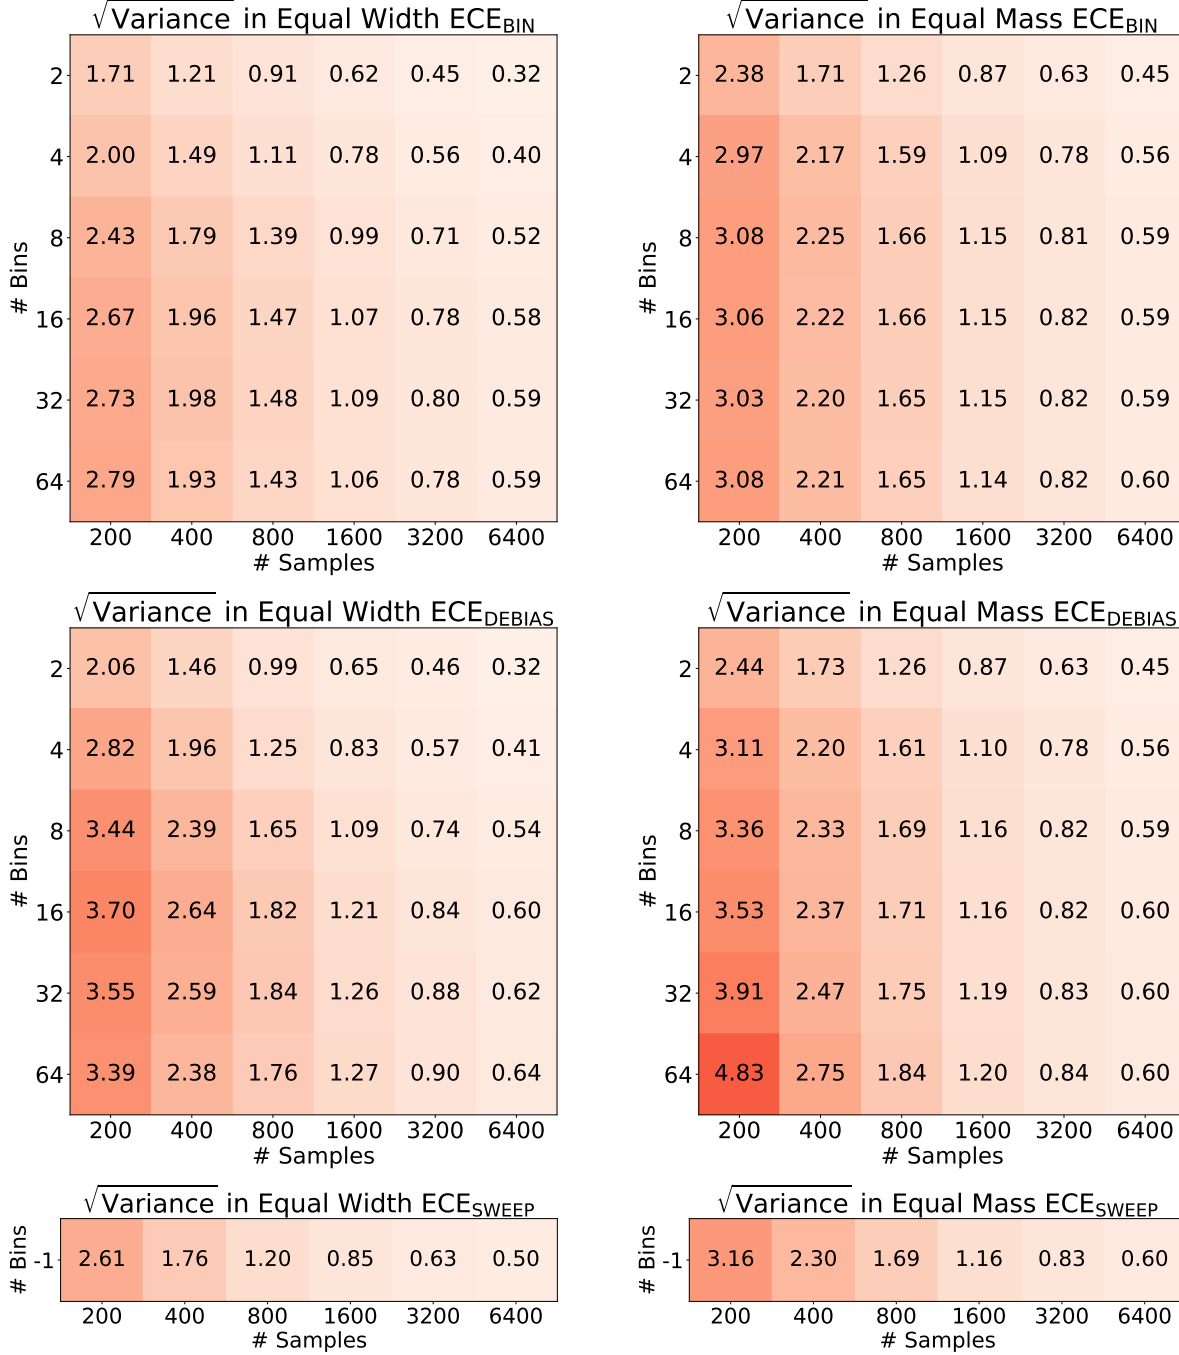 √Variance in Equal Width ECE_BIN
# Bins
2 1.71 1.21 0.91 0.62 0.45 0.32
4 2.00 1.49 1.11 0.78 0.56 0.40
8 2.43 1.79 1.39 0.99 0.71 0.52
16 2.67 1.96 1.47 1.07 0.78 0.58
32 2.73 1.98 1.48 1.09 0.80 0.59
64 2.79 1.93 1.43 1.06 0.78 0.59
200 400 800 1600 3200 6400
# Samples
√Variance in Equal Mass ECE_BIN
# Bins
2 2.38 1.71 1.26 0.87 0.63 0.45
4 2.97 2.17 1.59 1.09 0.78 0.56
8 3.08 2.25 1.66 1.15 0.81 0.59
16 3.06 2.22 1.66 1.15 0.82 0.59
32 3.03 2.20 1.65 1.15 0.82 0.59
64 3.08 2.21 1.65 1.14 0.82 0.60
200 400 800 1600 3200 6400
# Samples
√Variance in Equal Width ECE_DEBIAS
# Bins
2 2.06 1.46 0.99 0.65 0.46 0.32
4 2.82 1.96 1.25 0.83 0.57 0.41
8 3.44 2.39 1.65 1.09 0.74 0.54
16 3.70 2.64 1.82 1.21 0.84 0.60
32 3.55 2.59 1.84 1.26 0.88 0.62
64 3.39 2.38 1.76 1.27 0.90 0.64
200 400 800 1600 3200 6400
# Samples
√Variance in Equal Mass ECE_DEBIAS
# Bins
2 2.44 1.73 1.26 0.87 0.63 0.45
4 3.11 2.20 1.61 1.10 0.78 0.56
8 3.36 2.33 1.69 1.16 0.82 0.59
16 3.53 2.37 1.71 1.16 0.82 0.60
32 3.91 2.47 1.75 1.19 0.83 0.60
64 4.83 2.75 1.84 1.20 0.84 0.60
200 400 800 1600 3200 6400
# Samples
√Variance in Equal Width ECE_SWEEP
# Bins
-1 2.61 1.76 1.20 0.85 0.63 0.50
200 400 800 1600 3200 6400
# Samples
√Variance in Equal Mass ECE_SWEEP
# Bins
-1 3.16 2.30 1.69 1.16 0.83 0.60
200 400 800 1600 3200 6400
# Samples